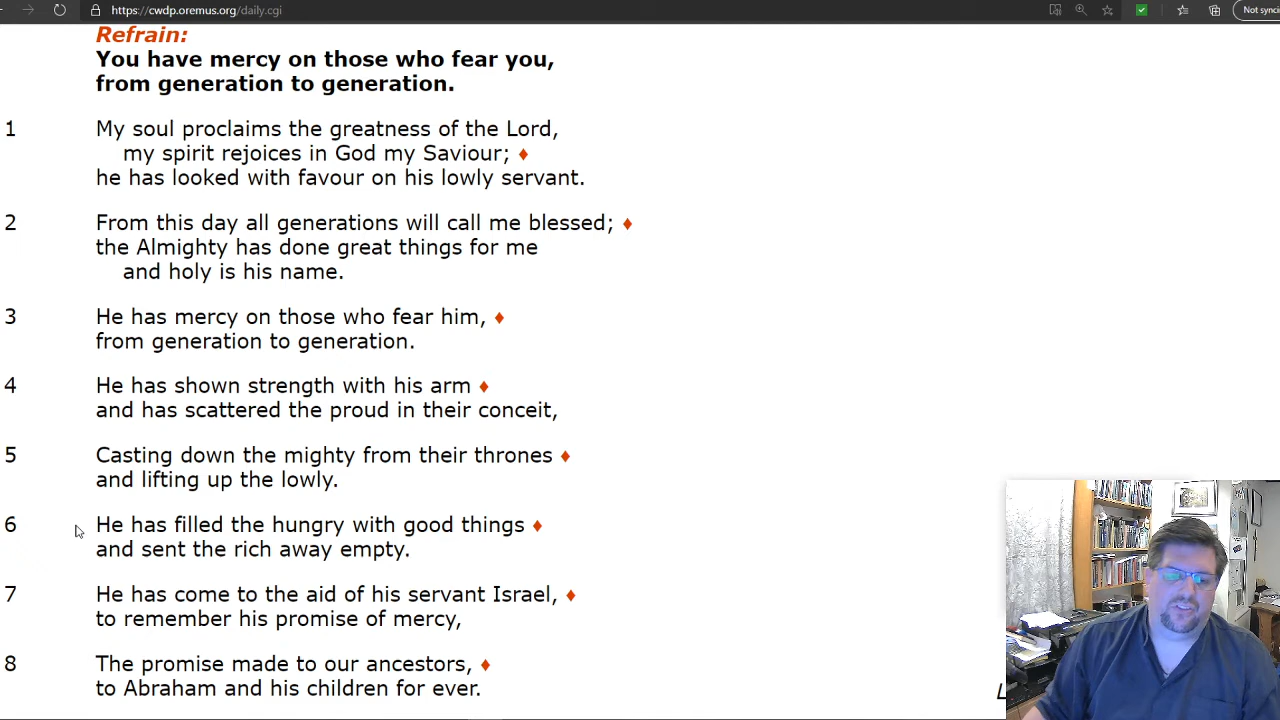 https://cwdp.oremus.org/daily.cgi
Not synci
Refrain:
You have mercy on those who fear you,
from generation to generation.
1 My soul proclaims the greatness of the Lord,
my spirit rejoices in God my Saviour; ♦
he has looked with favour on his lowly servant.
2 From this day all generations will call me blessed; ♦
the Almighty has done great things for me
and holy is his name.
3 He has mercy on those who fear him, ♦
from generation to generation.
4 He has shown strength with his arm ♦
and has scattered the proud in their conceit,
5 Casting down the mighty from their thrones ♦
and lifting up the lowly.
6 He has filled the hungry with good things ♦
and sent the rich away empty.
7 He has come to the aid of his servant Israel, ♦
to remember his promise of mercy,
8 The promise made to our ancestors, ♦
to Abraham and his children for ever.
L